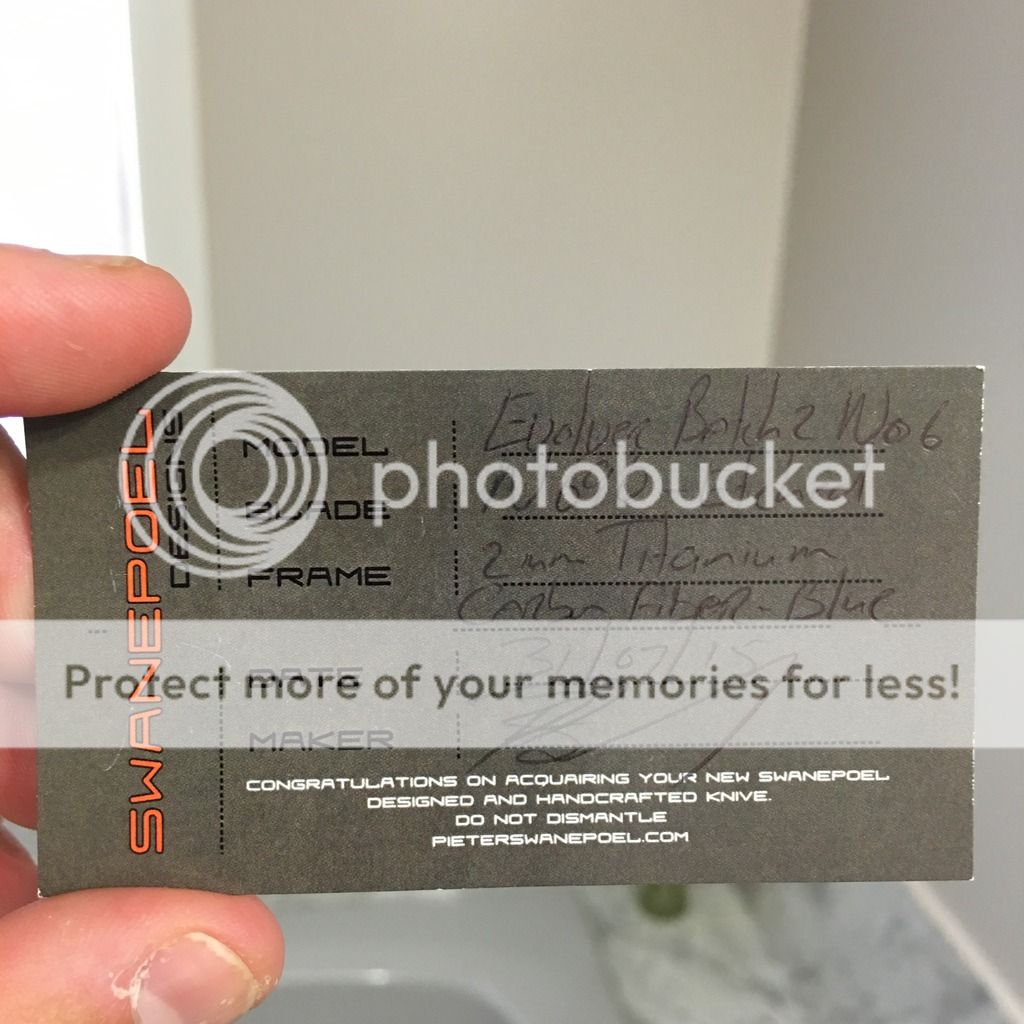 SWANEPOEL
DESIGNS
MODEL Evolver Batch 2 No 6
BLADE
FRAME 2mm Titanium
Carbon Fiber - Blue
DATE 31/07/15
MAKER
CONGRATULATIONS ON ACQUAIRING YOUR NEW SWANEPOEL
DESIGNED AND HANDCRAFTED KNIVE.
DO NOT DISMANTLE
PIETERSWANEPOEL.COM
photobucket
Protect more of your memories for less!